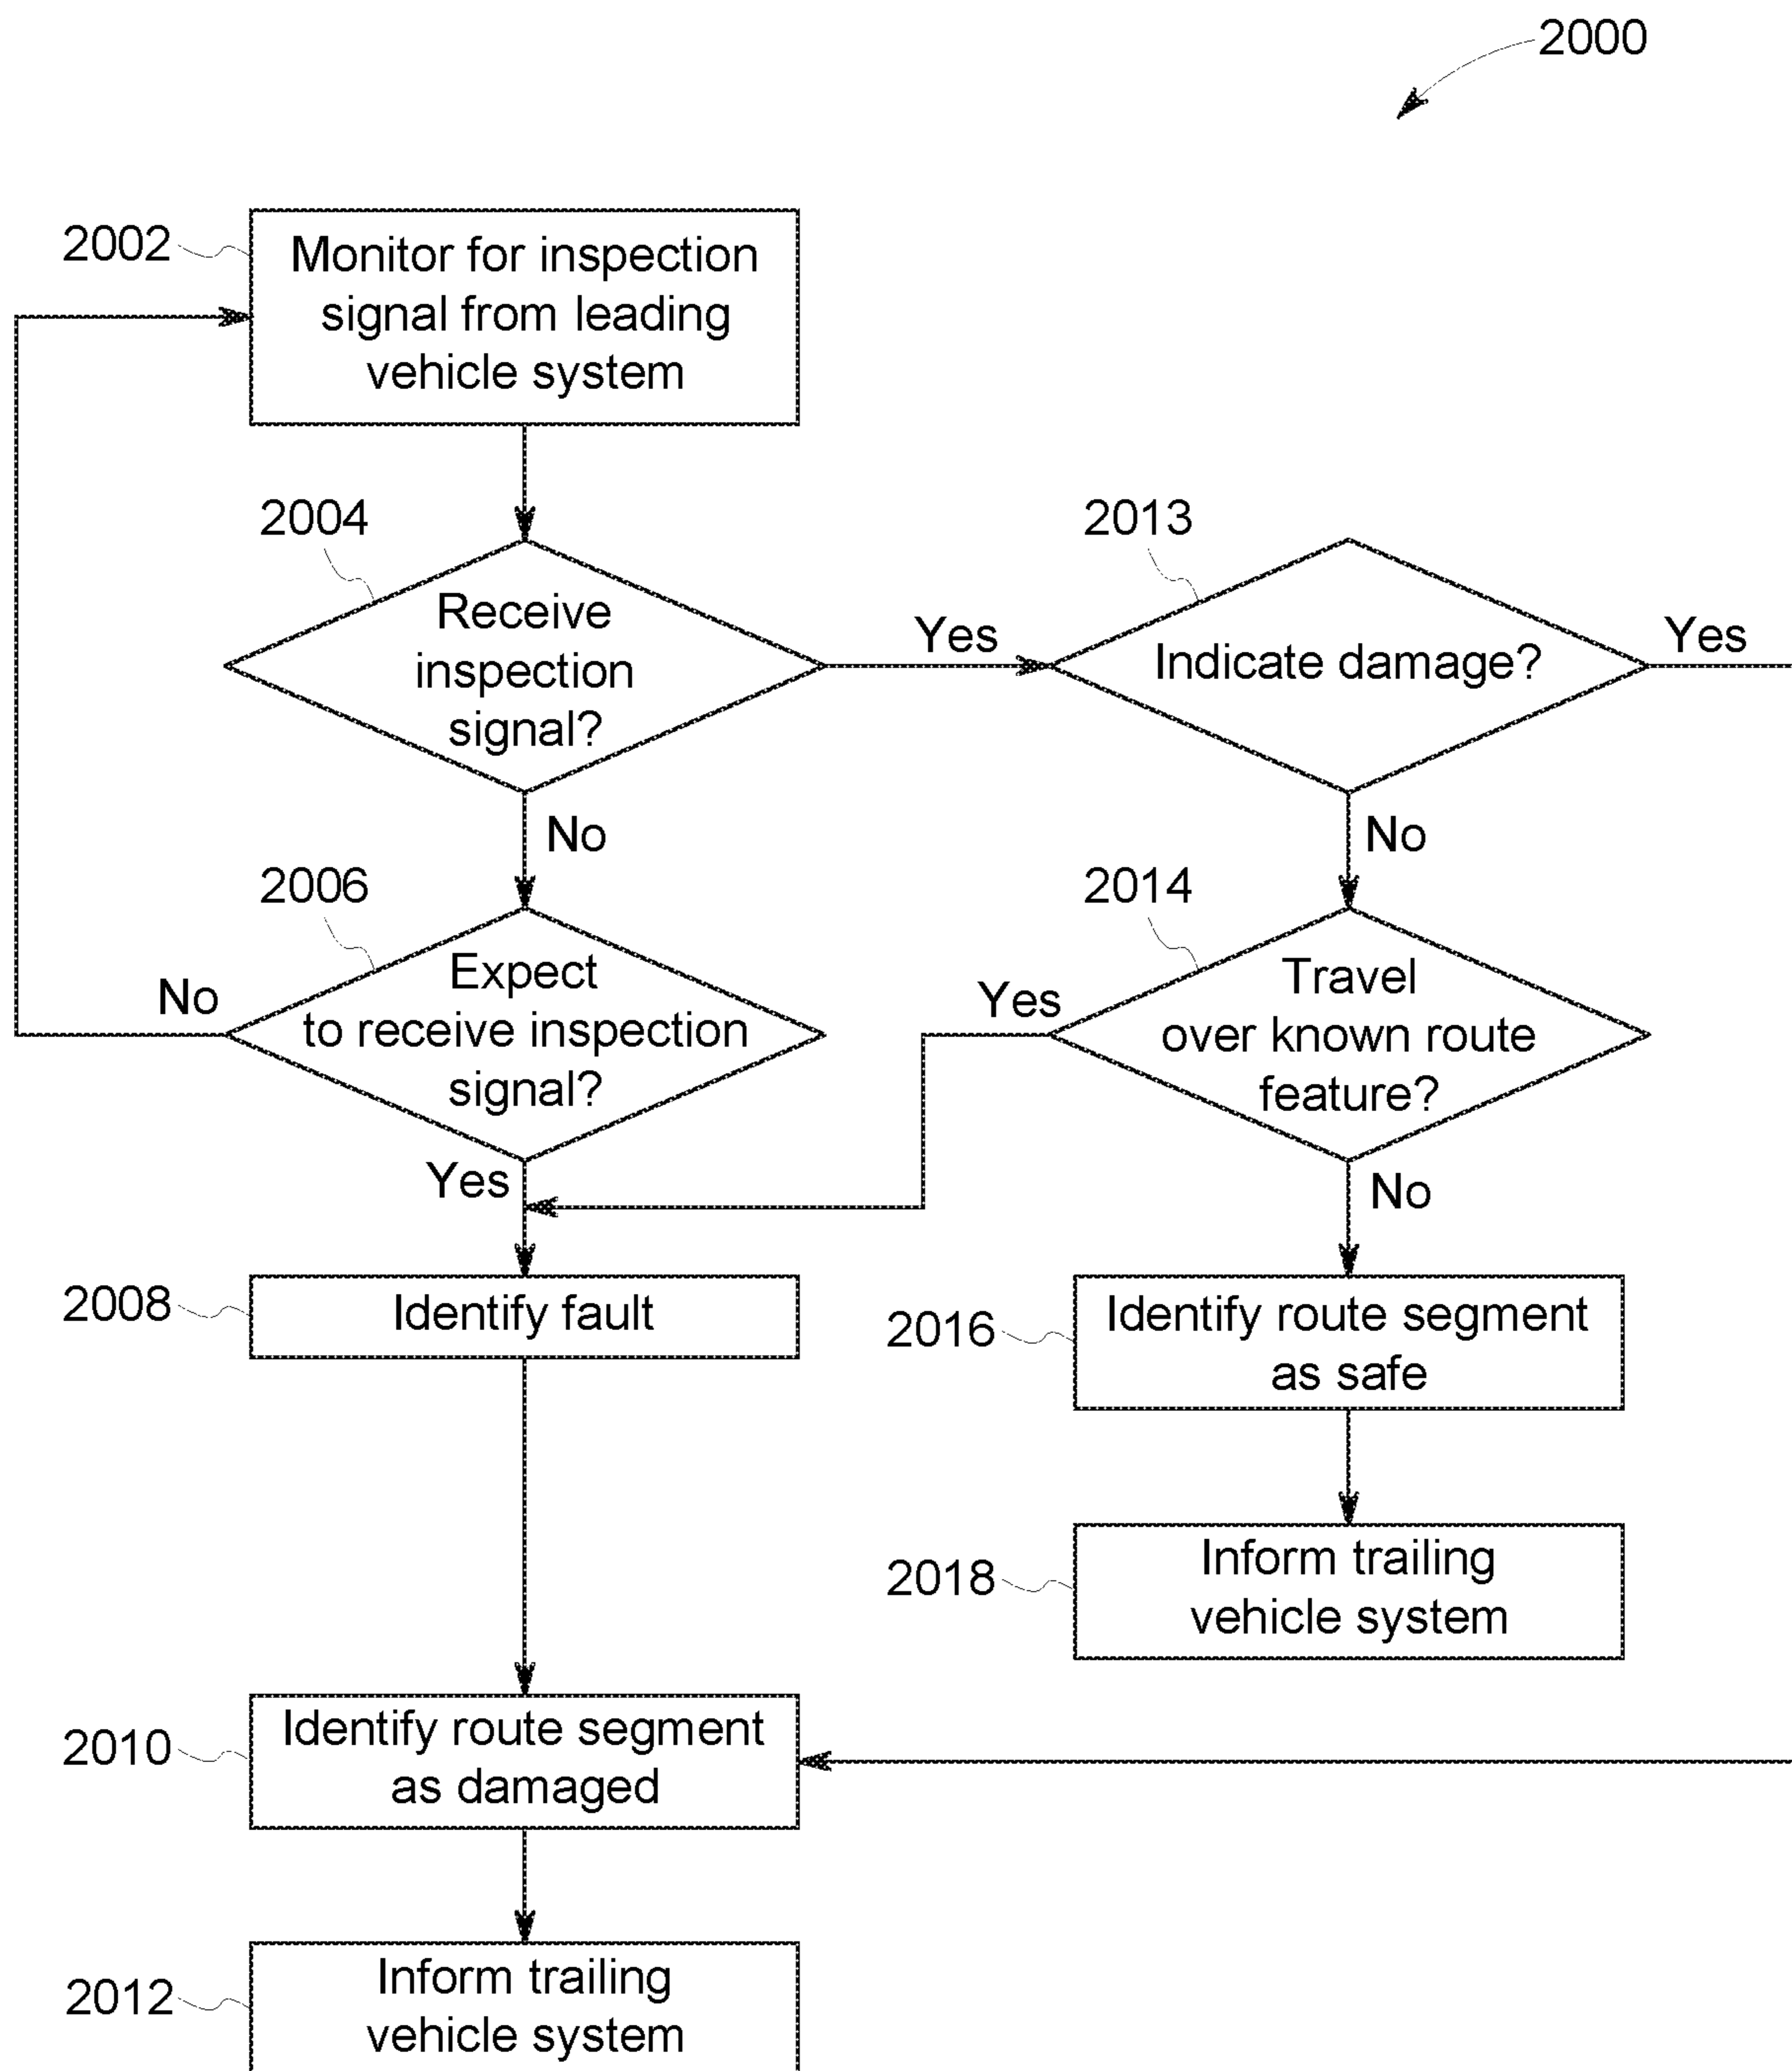 2000
2002
Monitor for inspection
signal from leading
vehicle system
2004
Receive
inspection
signal?
Yes
2013
Indicate damage?
Yes
No
No
2006
Expect
to receive inspection
signal?
No
Yes
2014
Travel
over known route
feature?
Yes
No
2008
Identify fault
2016
Identify route segment
as safe
2018
Inform trailing
vehicle system
2010
Identify route segment
as damaged
2012
Inform trailing
vehicle system